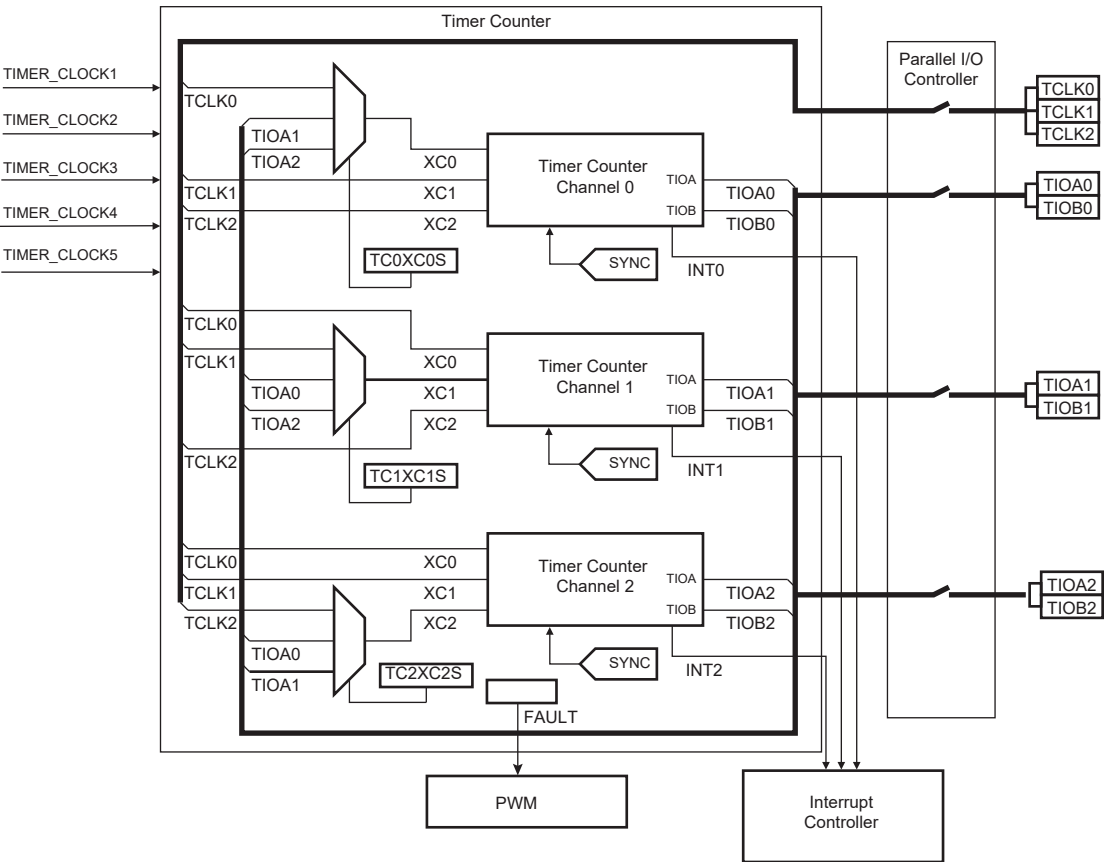 Timer Counter
Parallel I/O
Controller
TIMER_CLOCK1
TIMER_CLOCK2
TIMER_CLOCK3
TIMER_CLOCK4
TIMER_CLOCK5
TCLK0
TIOA1
TIOA2
TCLK1
TCLK2
XC0
XC1
XC2
Timer Counter
Channel 0
TIOA
TIOB
TIOA0
TIOB0
TC0XC0S
SYNC
INT0
TCLK0
TCLK1
TCLK2
TIOA0
TIOB0
TCLK0
TCLK1
TIOA0
TIOA2
TCLK2
XC0
XC1
XC2
Timer Counter
Channel 1
TIOA
TIOB
TIOA1
TIOB1
TC1XC1S
SYNC
INT1
TIOA1
TIOB1
TCLK0
TCLK1
TCLK2
TIOA0
TIOA1
XC0
XC1
XC2
Timer Counter
Channel 2
TIOA
TIOB
TIOA2
TIOB2
TC2XC2S
SYNC
INT2
TIOA2
TIOB2
FAULT
PWM
Interrupt
Controller